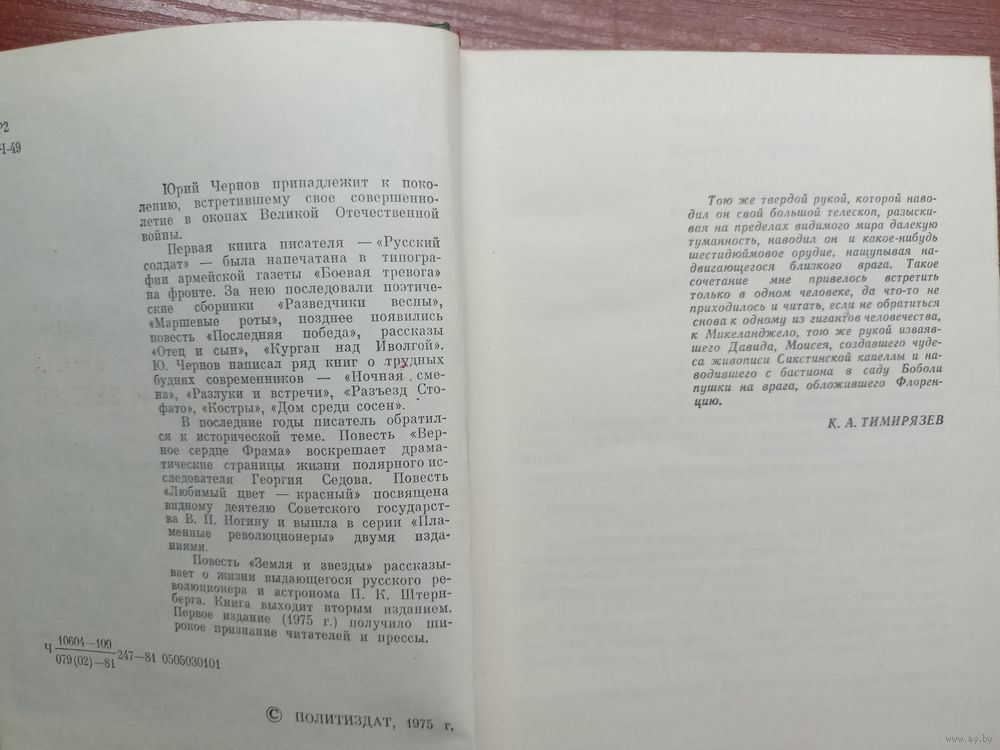 Р2
Ч-49
Юрий Чернов принадлежит к поко-
лению, встретившему свое совершенно-
летие в окопах Великой Отечественной
войны.
Первая книга писателя — «Русский
солдат» — была напечатана в типогра-
фии армейской газеты «Боевая тревога»
на фронте. За нею последовали поэтиче-
ские сборники «Разведчики весны»,
«Маршевые роты», позднее появились
повесть «Последняя победа», рассказы
«Отец и сын», «Курган над Иволгой».
Ю. Чернов написал ряд книг о трудных
буднях современников — «Ночная сме-
на», «Разлуки и встречи», «Разъезд Сто-
фато», «Костры», «Дом среди сосен».
В последние годы писатель обратил-
ся к исторической теме. Повесть «Вер-
ное сердце Фрама» воскрешает драма-
тические страницы жизни полярного ис-
следователя Георгия Седова. Повесть
«Любимый цвет — красный» посвящена
видному деятелю Советского государст-
ва В. П. Ногину и вышла в серии «Пла-
менные революционеры» двумя изда-
ниями.
Повесть «Земля и звезды» рассказы-
вает о жизни выдающегося русского ре-
волюционера и астронома П. К. Штерн-
берга. Книга выходит вторым изданием.
Первое издание (1975 г.) получило ши-
рокое признание читателей и прессы.
Ч 10604—109
079(02)—81 247—81 0505030101
© ПОЛИТИЗДАТ, 1975 г.
Тою же твердой рукой, которой наво-
дил он свой большой телескоп, разыски-
вая на пределах видимого мира далекую
туманность, наводил он и какое-нибудь
шестидюймовое орудие, нащупывая на-
двигающегося близкого врага. Такое
сочетание мне привелось встретить
только в одном человеке, да что-то не
приходилось и читать, если не обратиться
снова к одному из гигантов человечества,
к Микеланджело, тою же рукой изваяв-
шего Давида, Моисея, создавшего чуде-
са живописи Сикстинской капеллы и на-
водившего с бастиона в саду Боболи
пушки на врага, обложившего Флорен-
цию.
К. А. ТИМИРЯЗЕВ
www.ay.by